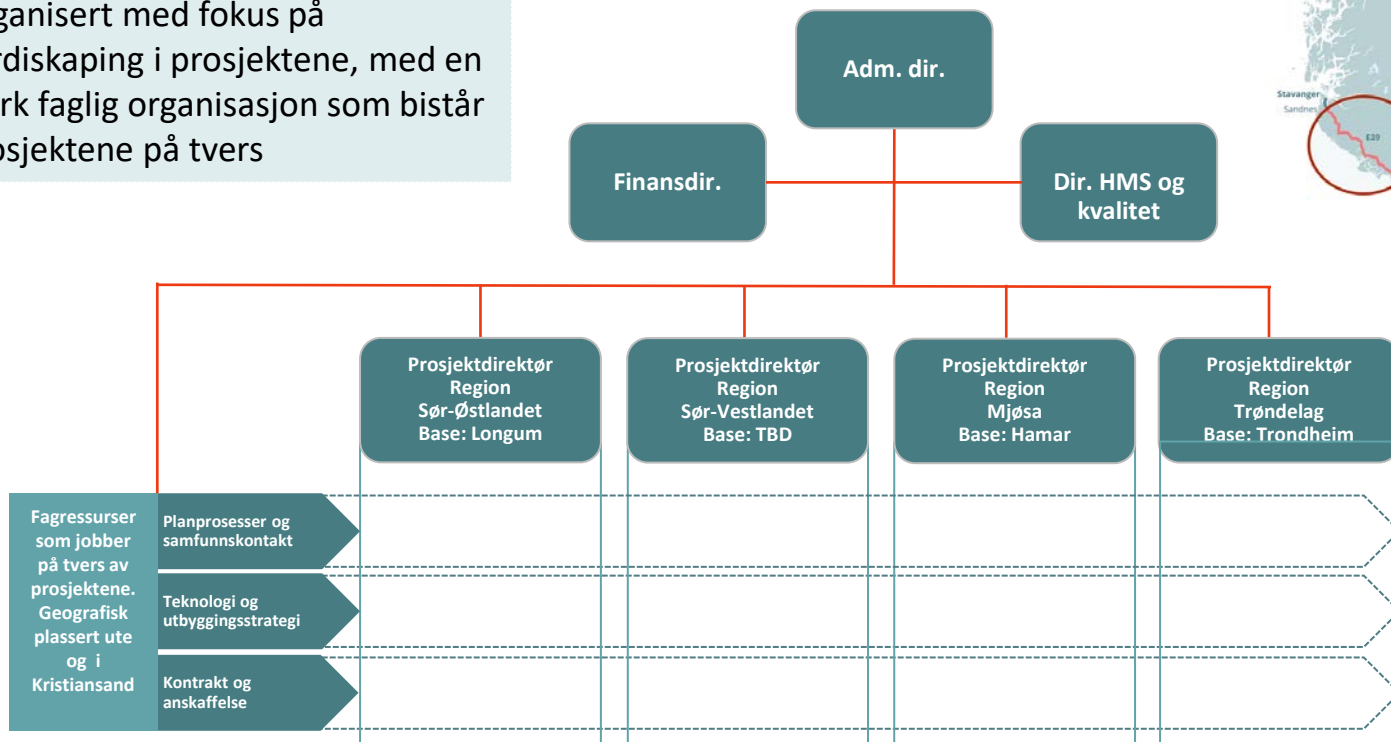 ganisert med fokus på
rdiskaping i prosjektene, med en
rk faglig organisasjon som bistår
osjektene på tvers
Adm. dir.
Stavanger
Sandnes
E39
Finansdir.
Dir. HMS og
kvalitet
Prosjektdirektør
Region
Sør-Østlandet
Base: Longum
Prosjektdirektør
Region
Sør-Vestlandet
Base: TBD
Prosjektdirektør
Region
Mjøsa
Base: Hamar
Prosjektdirektør
Region
Trøndelag
Base: Trondheim
Fagressurser
som jobber
på tvers av
prosjektene.
Geografisk
plassert ute
og i
Kristiansand
Planprosesser og
samfunnskontakt
Teknologi og
utbyggingsstrategi
Kontrakt og
anskaffelse